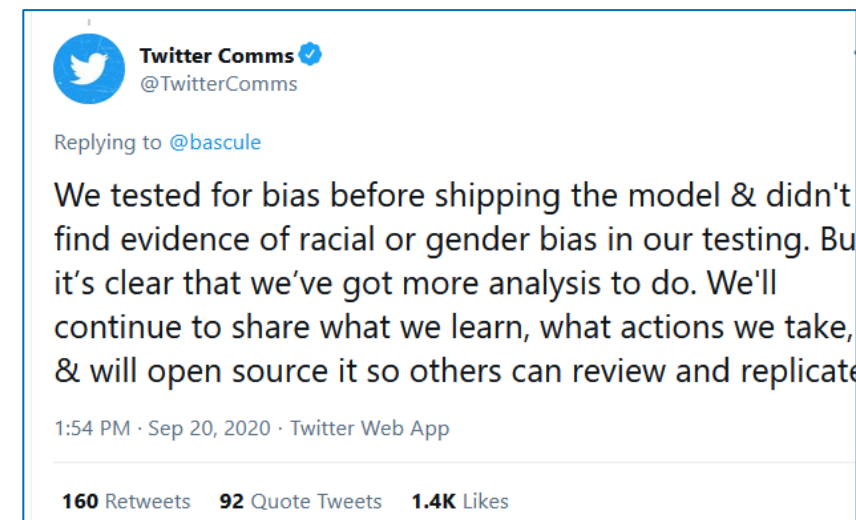 Twitter Comms
@TwitterComms
Replying to @bascule
We tested for bias before shipping the model & didn't
find evidence of racial or gender bias in our testing. Bu
it’s clear that we’ve got more analysis to do. We'll
continue to share what we learn, what actions we take,
& will open source it so others can review and replicate
1:54 PM · Sep 20, 2020 · Twitter Web App
160 Retweets 92 Quote Tweets 1.4K Likes